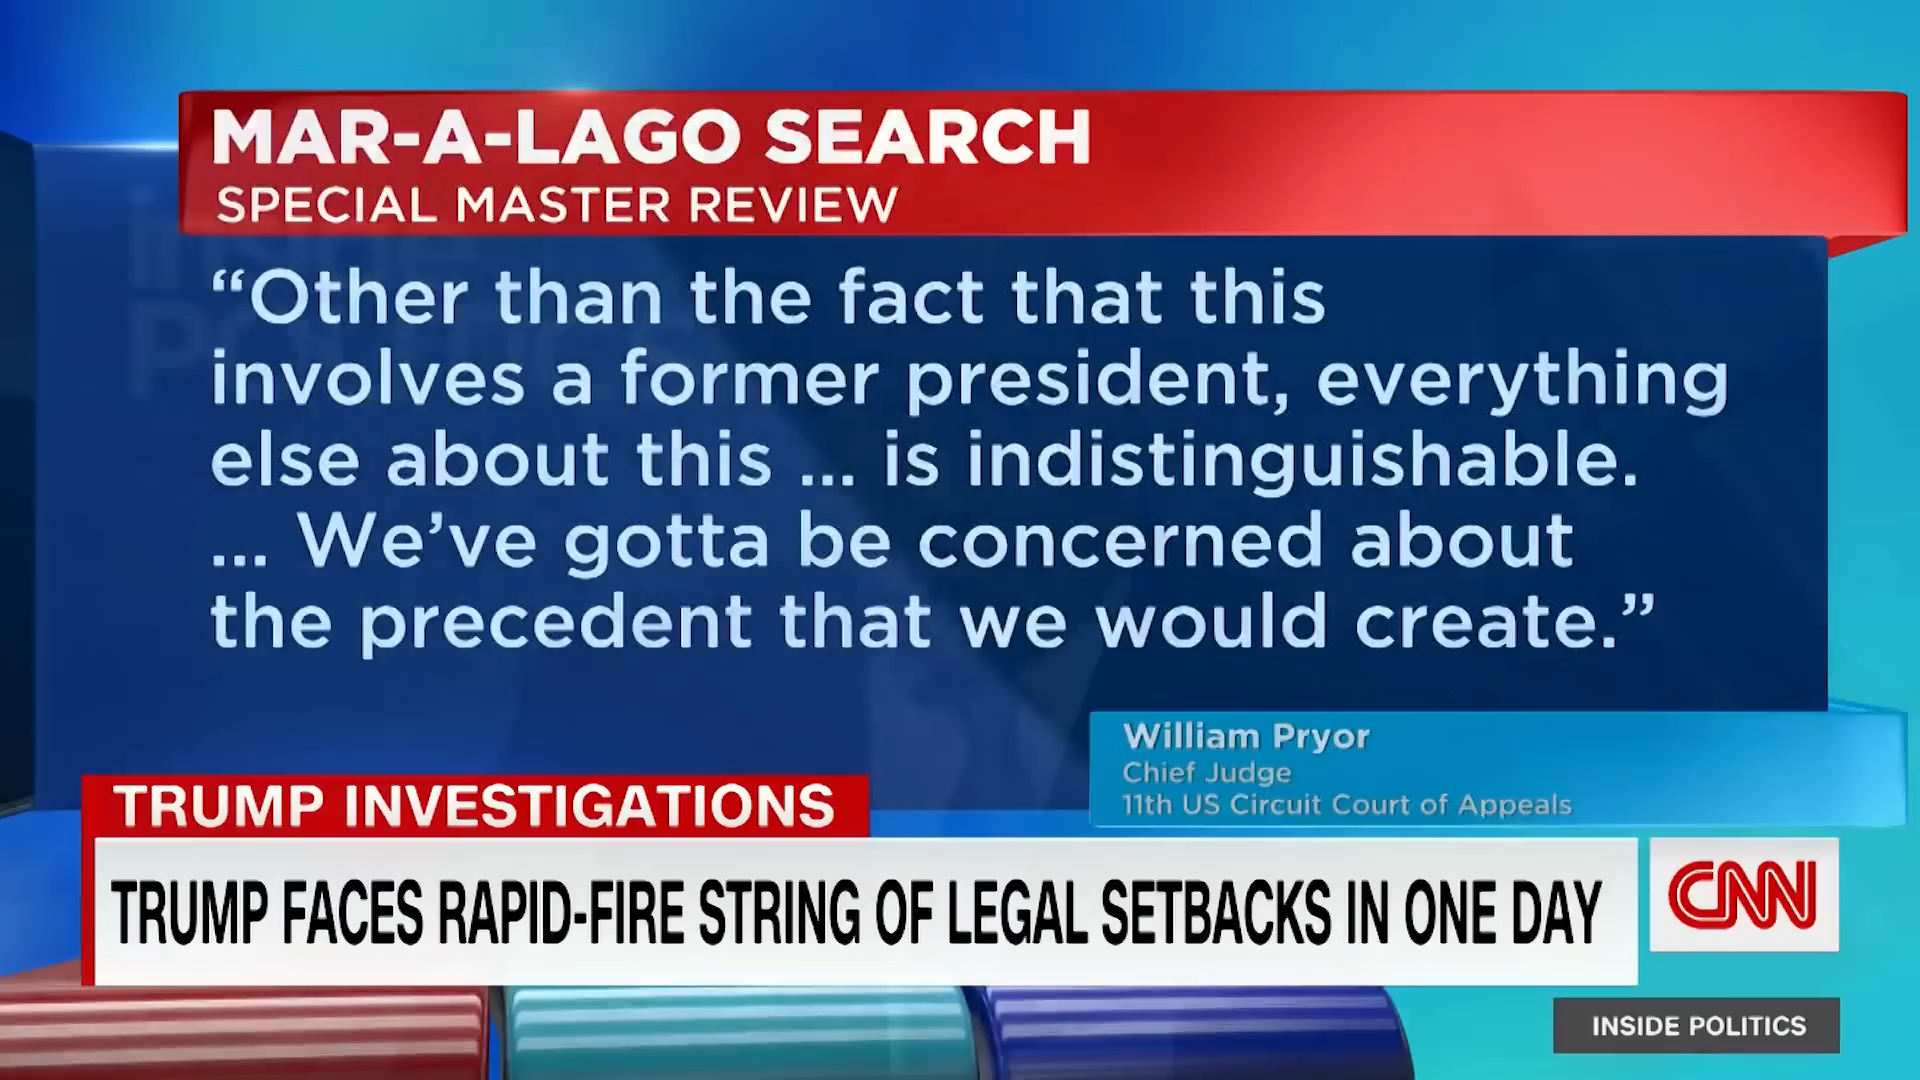 MAR-A-LAGO SEARCH
SPECIAL MASTER REVIEW
“Other than the fact that this
involves a former president, everything
else about this ... is indistinguishable.
... We’ve gotta be concerned about
the precedent that we would create.”
William Pryor
Chief Judge
11th US Circuit Court of Appeals
TRUMP INVESTIGATIONS
TRUMP FACES RAPID-FIRE STRING OF LEGAL SETBACKS IN ONE DAY
CNN
INSIDE POLITICS